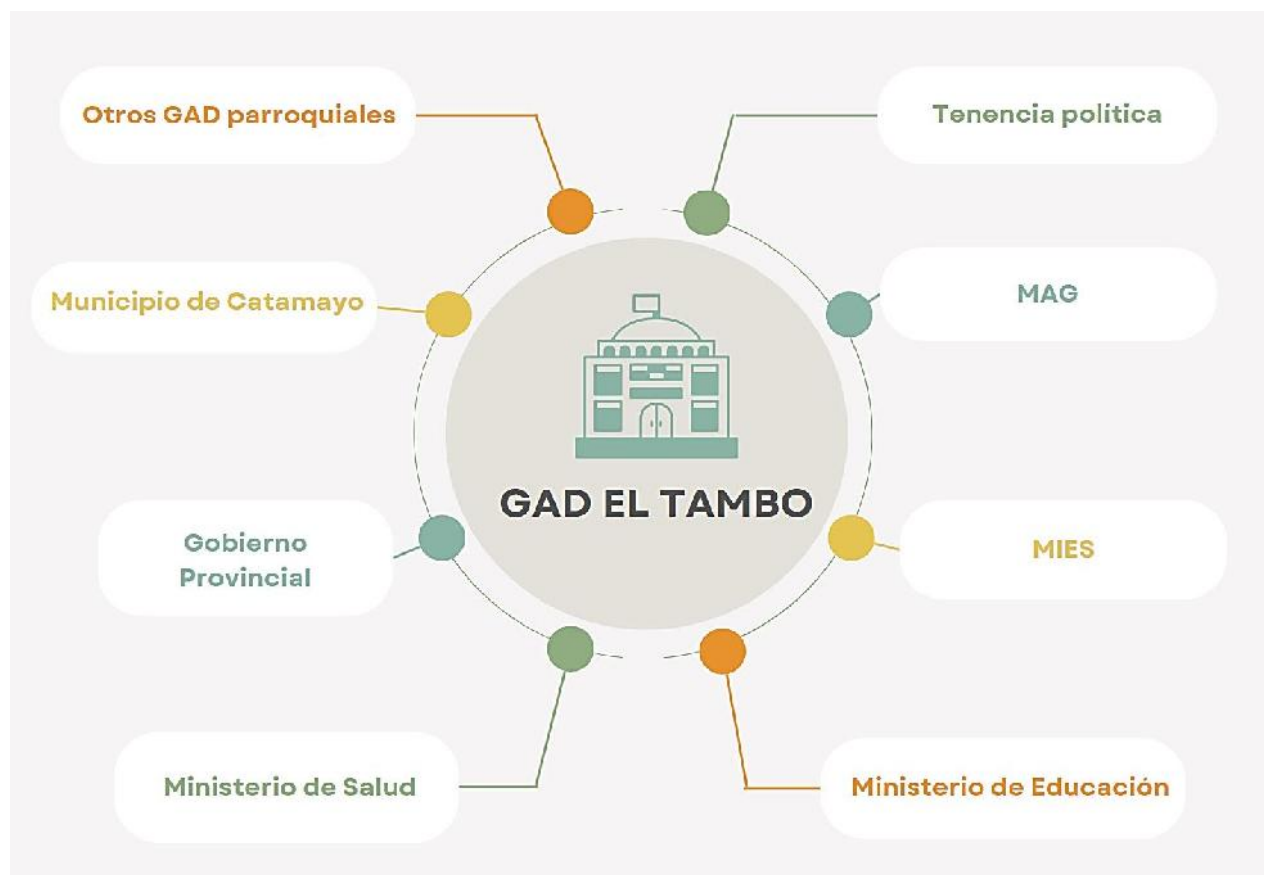 Otros GAD parroquiales
Tenencia política
Municipio de Catamayo
MAG
GAD EL TAMBO
Gobierno
Provincial
MIES
Ministerio de Salud
Ministerio de Educación